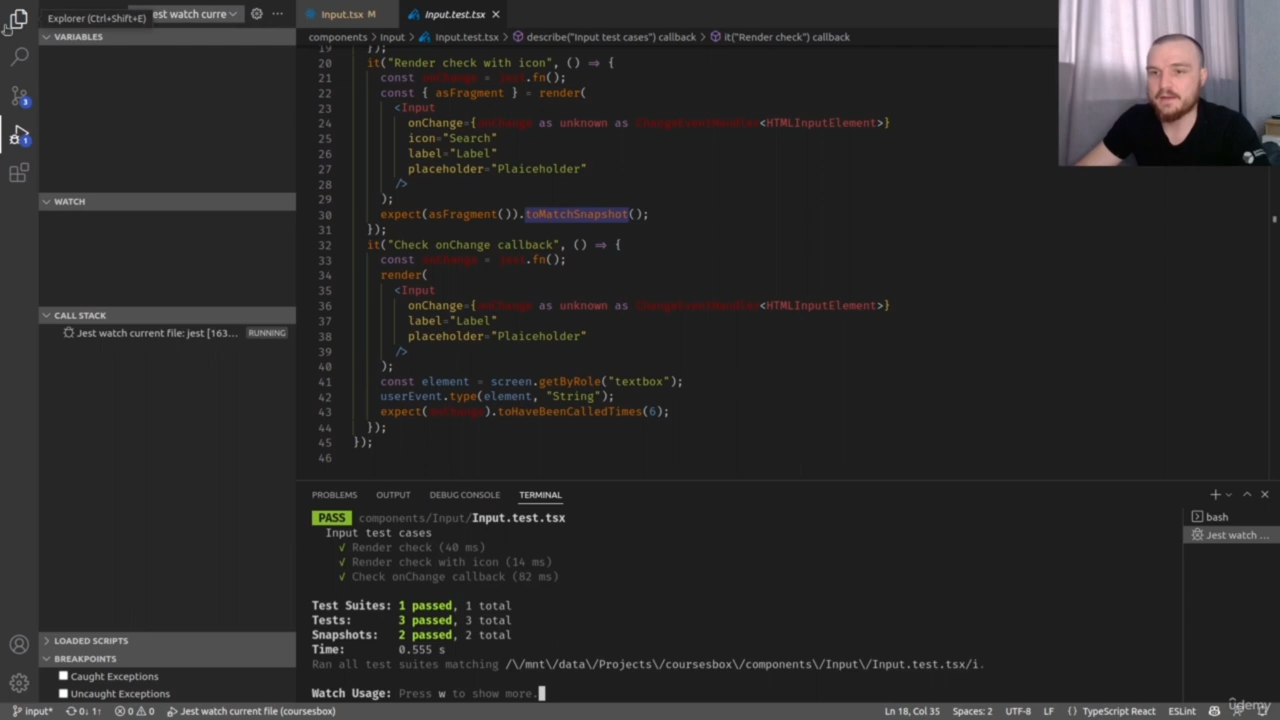 Explorer (Ctrl+Shift+E)
est watch curre
Input.tsx M
Input.test.tsx
VARIABLES
components > Input > Input.test.tsx > describe("Input test cases") callback > it("Render check") callback
19 });
20 it("Render check with icon", () => {
21 const onChange = jest.fn();
22 const { asFragment } = render(
23 <Input
24 onChange={onChange as unknown as ChangeEventHandler<HTMLInputElement>}
25 icon="Search"
26 label="Label"
27 placeholder="Plaiceholder"
28 />
29 );
30 expect(asFragment()).toMatchSnapshot();
31 });
32 it("Check onChange callback", () => {
33 const onChange = jest.fn();
34 render(
35 <Input
36 onChange={onChange as unknown as ChangeEventHandler<HTMLInputElement>}
37 label="Label"
38 placeholder="Plaiceholder"
39 />
40 );
41 const element = screen.getByRole("textbox");
42 userEvent.type(element, "String");
43 expect(onChange).toHaveBeenCalledTimes(6);
44 });
45 });
46
WATCH
CALL STACK
Jest watch current file: jest [163... RUNNING
LOADED SCRIPTS
BREAKPOINTS
Caught Exceptions
Uncaught Exceptions
3
1
PROBLEMS OUTPUT DEBUG CONSOLE TERMINAL
bash
Jest watch ...
PASS components/Input/Input.test.tsx
Input test cases
√ Render check (40 ms)
√ Render check with icon (14 ms)
√ Check onChange callback (82 ms)
Test Suites: 1 passed, 1 total
Tests: 3 passed, 3 total
Snapshots: 2 passed, 2 total
Time: 0.555 s
Ran all test suites matching /\/mnt\/data\/Projects\/coursesbox\/components\/Input\/Input.test.tsx/i.
Watch Usage: Press w to show more.
input* 0↓ 1↑ 0 0 Jest watch current file (coursesbox) Ln 18, Col 35 Spaces: 2 UTF-8 LF {} TypeScript React ESLint
udemy